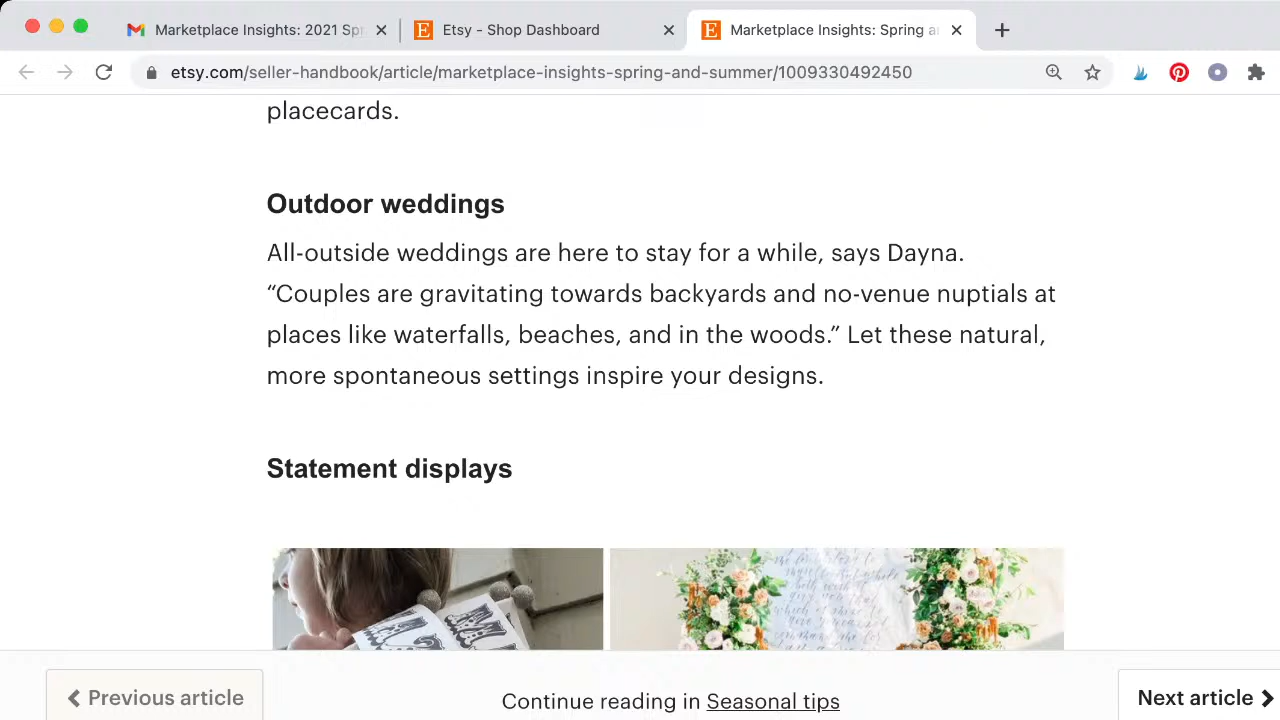 Marketplace Insights: 2021 Spr
Etsy - Shop Dashboard
Marketplace Insights: Spring a
etsy.com/seller-handbook/article/marketplace-insights-spring-and-summer/1009330492450
placecards.
Outdoor weddings
All-outside weddings are here to stay for a while, says Dayna.
“Couples are gravitating towards backyards and no-venue nuptials at
places like waterfalls, beaches, and in the woods.” Let these natural,
more spontaneous settings inspire your designs.
Statement displays
Previous article
Continue reading in Seasonal tips
Next article